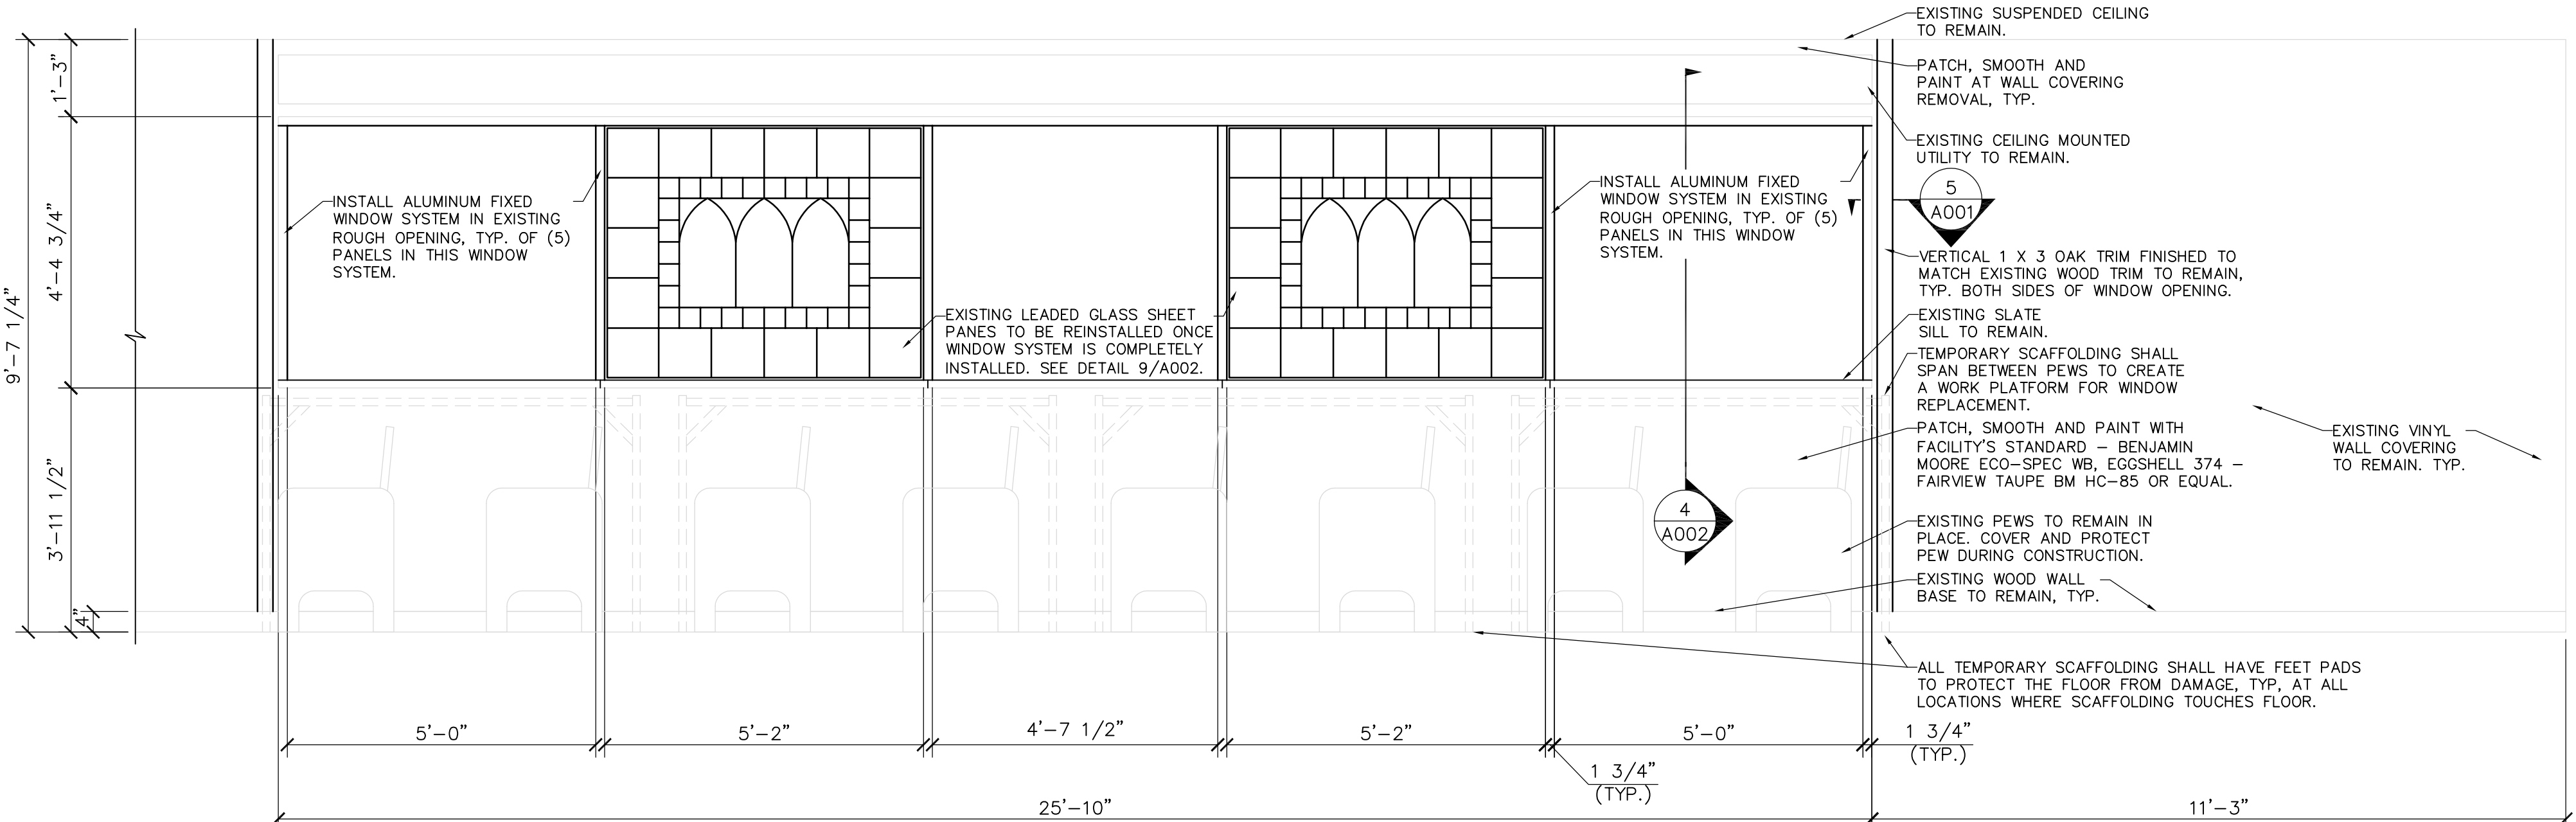 EXISTING SUSPENDED CEILING
TO REMAIN.
PATCH, SMOOTH AND
PAINT AT WALL COVERING
REMOVAL, TYP.
EXISTING CEILING MOUNTED
UTILITY TO REMAIN.
5
A001
VERTICAL 1 X 3 OAK TRIM FINISHED TO
MATCH EXISTING WOOD TRIM TO REMAIN,
TYP. BOTH SIDES OF WINDOW OPENING.
EXISTING SLATE
SILL TO REMAIN.
TEMPORARY SCAFFOLDING SHALL
SPAN BETWEEN PEWS TO CREATE
A WORK PLATFORM FOR WINDOW
REPLACEMENT.
PATCH, SMOOTH AND PAINT WITH
FACILITY'S STANDARD – BENJAMIN
MOORE ECO–SPEC WB, EGGSHELL 374 –
FAIRVIEW TAUPE BM HC–85 OR EQUAL.
EXISTING VINYL
WALL COVERING
TO REMAIN. TYP.
EXISTING PEWS TO REMAIN IN
PLACE. COVER AND PROTECT
PEW DURING CONSTRUCTION.
EXISTING WOOD WALL
BASE TO REMAIN, TYP.
ALL TEMPORARY SCAFFOLDING SHALL HAVE FEET PADS
TO PROTECT THE FLOOR FROM DAMAGE, TYP, AT ALL
LOCATIONS WHERE SCAFFOLDING TOUCHES FLOOR.
INSTALL ALUMINUM FIXED
WINDOW SYSTEM IN EXISTING
ROUGH OPENING, TYP. OF (5)
PANELS IN THIS WINDOW
SYSTEM.
EXISTING LEADED GLASS SHEET
PANES TO BE REINSTALLED ONCE
WINDOW SYSTEM IS COMPLETELY
INSTALLED. SEE DETAIL 9/A002.
INSTALL ALUMINUM FIXED
WINDOW SYSTEM IN EXISTING
ROUGH OPENING, TYP. OF (5)
PANELS IN THIS WINDOW
SYSTEM.
4
A002
1'–3"
4'–4 3/4"
9'–7 1/4"
3'–11 1/2"
4"
5'–0"
5'–2"
4'–7 1/2"
5'–2"
5'–0"
1 3/4"
(TYP.)
1 3/4"
(TYP.)
25'–10"
11'–3"